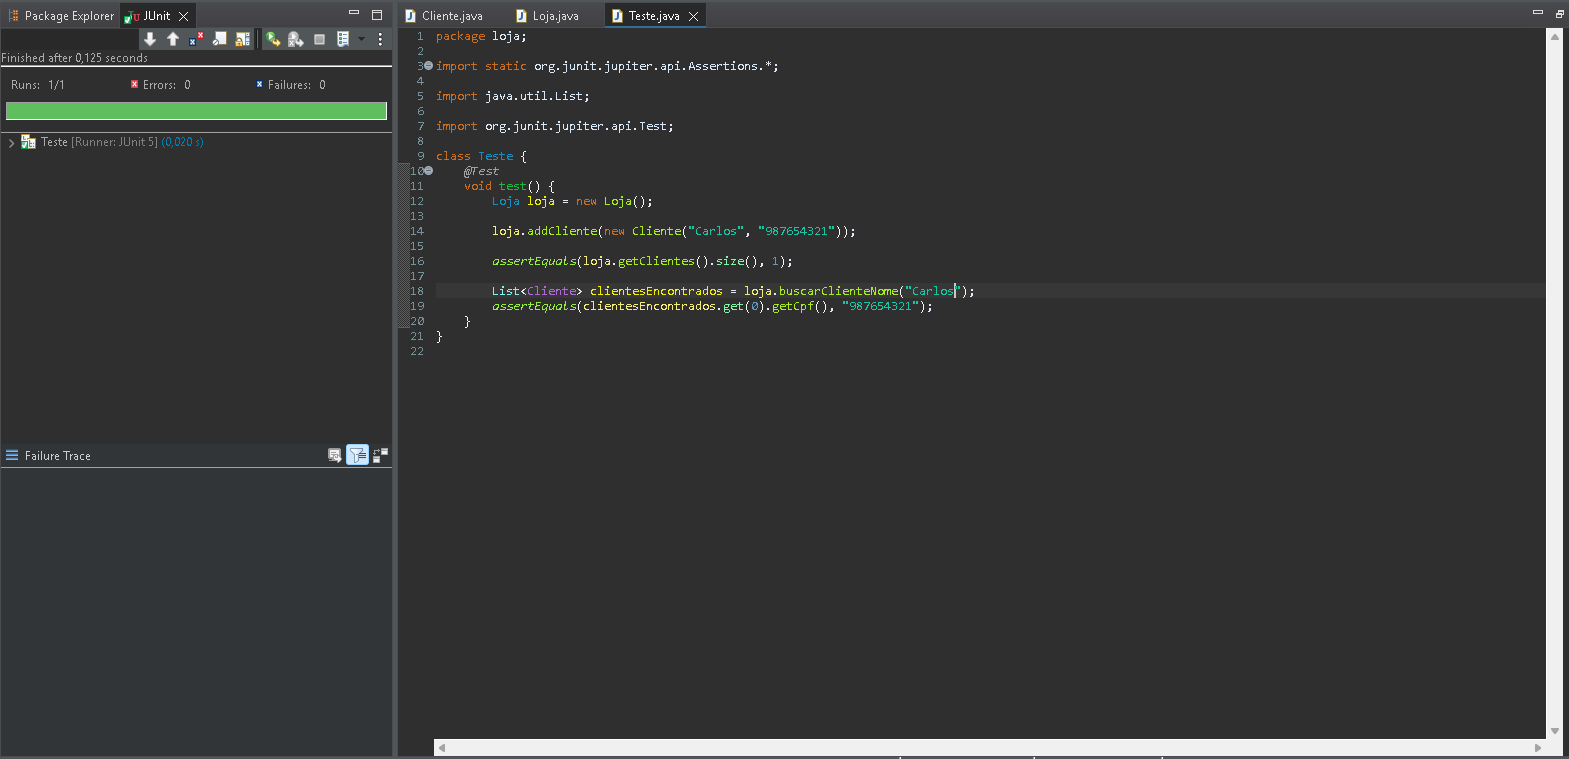 Package Explorer
JUnit
Finished after 0,125 seconds
Runs: 1/1
Errors: 0
Failures: 0
Teste [Runner: JUnit 5] (0,020 s)
Failure Trace
Cliente.java
Loja.java
Teste.java
1 package loja;
2
3 import static org.junit.jupiter.api.Assertions.*;
4
5 import java.util.List;
6
7 import org.junit.jupiter.api.Test;
8
9 class Teste {
10 @Test
11 void test() {
12 Loja loja = new Loja();
13
14 loja.addCliente(new Cliente("Carlos", "987654321"));
15
16 assertEquals(loja.getClientes().size(), 1);
17
18 List<Cliente> clientesEncontrados = loja.buscarClienteNome("Carlos");
19 assertEquals(clientesEncontrados.get(0).getCpf(), "987654321");
20 }
21 }
22